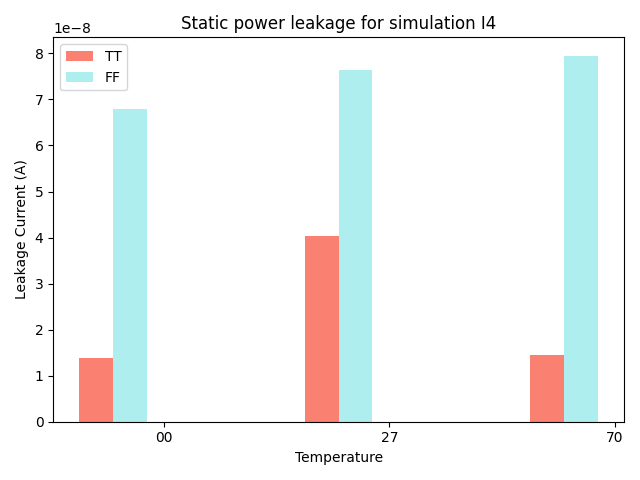 Static power leakage for simulation I4
1e−8
TT
FF
8
7
6
5
4
3
2
1
0
Leakage Current (A)
00 27 70
Temperature